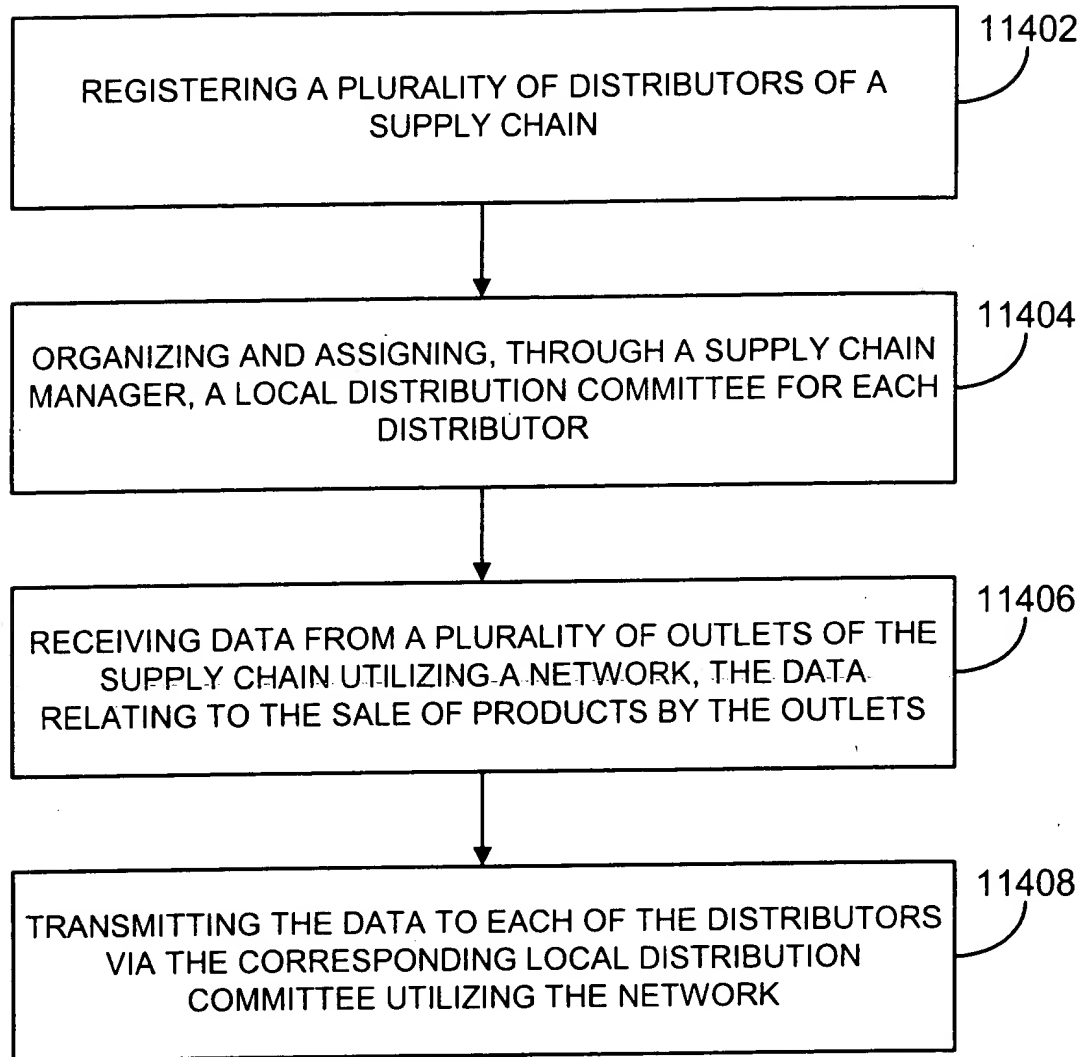 11402
REGISTERING A PLURALITY OF DISTRIBUTORS OF A
SUPPLY CHAIN
11404
ORGANIZING AND ASSIGNING, THROUGH A SUPPLY CHAIN
MANAGER, A LOCAL DISTRIBUTION COMMITTEE FOR EACH
DISTRIBUTOR
11406
RECEIVING DATA FROM A PLURALITY OF OUTLETS OF THE
SUPPLY CHAIN UTILIZING A NETWORK, THE DATA
RELATING TO THE SALE OF PRODUCTS BY THE OUTLETS
11408
TRANSMITTING THE DATA TO EACH OF THE DISTRIBUTORS
VIA THE CORRESPONDING LOCAL DISTRIBUTION
COMMITTEE UTILIZING THE NETWORK